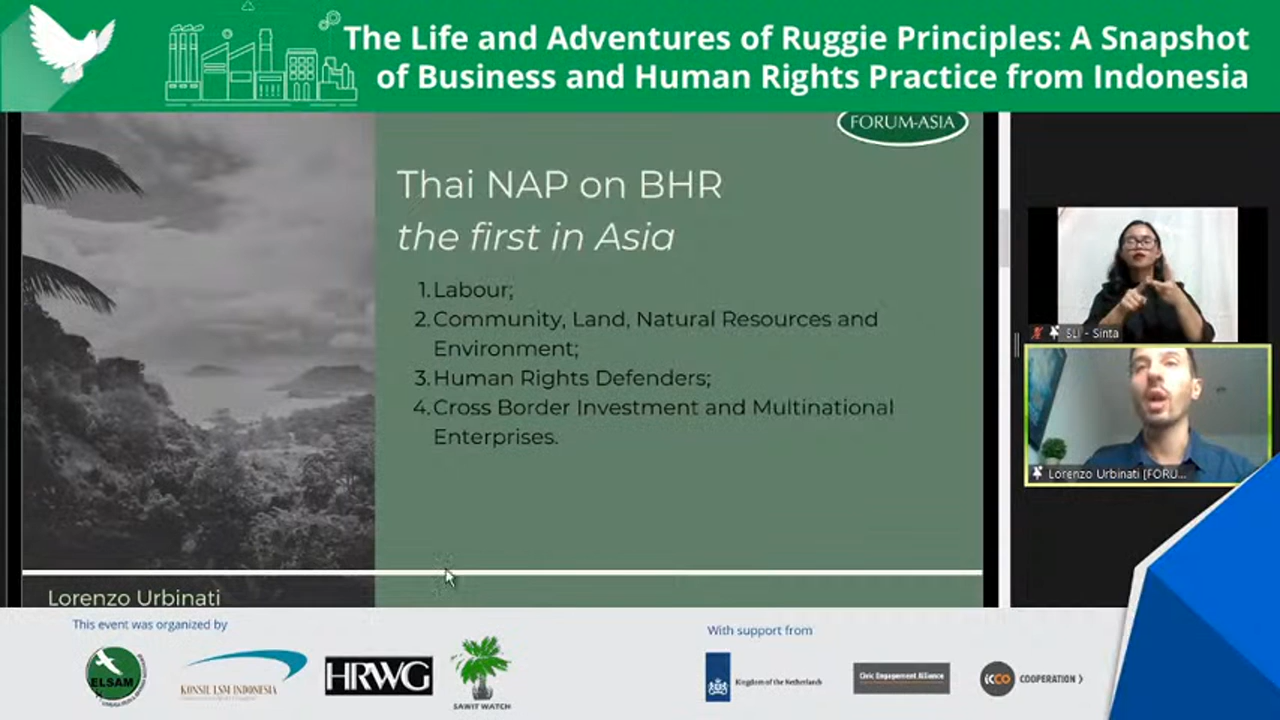 The Life and Adventures of Ruggie Principles: A Snapshot
of Business and Human Rights Practice from Indonesia
FORUM-ASIA
Thai NAP on BHR
the first in Asia
1. Labour;
2. Community, Land, Natural Resources and
Environment;
3. Human Rights Defenders;
4. Cross Border Investment and Multinational
Enterprises.
Lorenzo Urbinati
SLI - Sinta
Lorenzo Urbinati [FORU...
This event was organized by
ELSAM
KONSIL LSM INDONESIA
HRWG
SAWIT WATCH
With support from
Kingdom of the Netherlands
Civic Engagement Alliance
icco COOPERATION